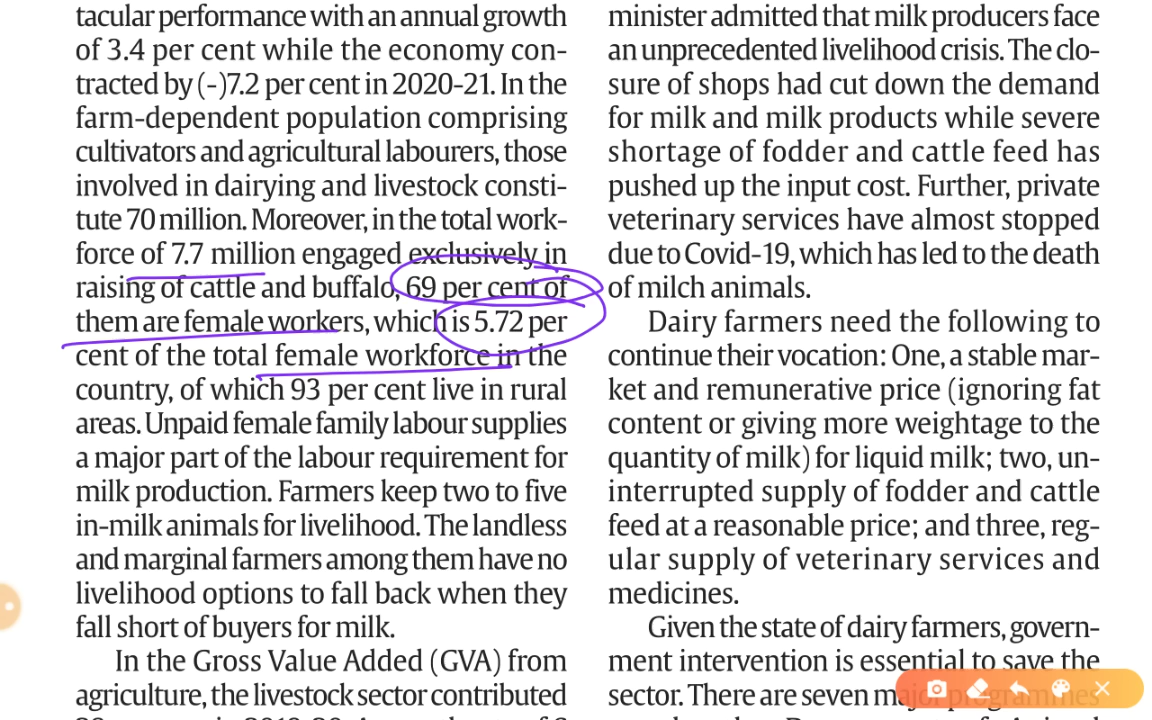 tacular performance with an annual growth
of 3.4 per cent while the economy con-
tracted by (-)7.2 per cent in 2020-21. In the
farm-dependent population comprising
cultivators and agricultural labourers, those
involved in dairying and livestock consti-
tute 70 million. Moreover, in the total work-
force of 7.7 million engaged exclusively in
raising of cattle and buffalo, 69 per cent of
them are female workers, which is 5.72 per
cent of the total female workforce in the
country, of which 93 per cent live in rural
areas. Unpaid female family labour supplies
a major part of the labour requirement for
milk production. Farmers keep two to five
in-milk animals for livelihood. The landless
and marginal farmers among them have no
livelihood options to fall back when they
fall short of buyers for milk.
In the Gross Value Added (GVA) from
agriculture, the livestock sector contributed
minister admitted that milk producers face
an unprecedented livelihood crisis. The clo-
sure of shops had cut down the demand
for milk and milk products while severe
shortage of fodder and cattle feed has
pushed up the input cost. Further, private
veterinary services have almost stopped
due to Covid-19, which has led to the death
of milch animals.
Dairy farmers need the following to
continue their vocation: One, a stable mar-
ket and remunerative price (ignoring fat
content or giving more weightage to the
quantity of milk) for liquid milk; two, un-
interrupted supply of fodder and cattle
feed at a reasonable price; and three, reg-
ular supply of veterinary services and
medicines.
Given the state of dairy farmers, govern-
ment intervention is essential to save the
sector. There are seven major programmes